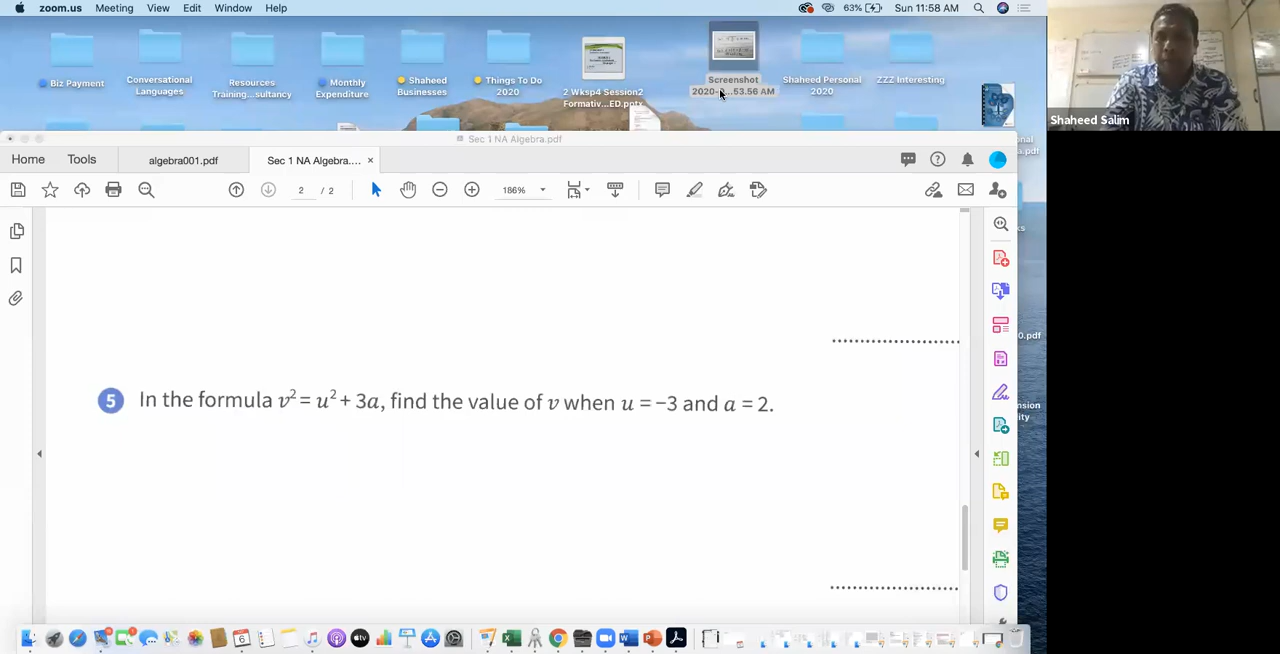 zoom.us Meeting View Edit Window Help 63% Sun 11:58 AM
Biz Payment
Conversational
Languages
Resources
Training...sultancy
Monthly
Expenditure
Shaheed
Businesses
Things To Do
2020
2 Wksp4 Session2
Formativ...ED.pptx
Screenshot
2020-0...53.56 AM
Shaheed Personal
2020
ZZZ Interesting
Shaheed Salim
Sec 1 NA Algebra.pdf
Home Tools algebra001.pdf Sec 1 NA Algebra.... ×
2 / 2 186%
5 In the formula v² = u² + 3a, find the value of v when u = −3 and a = 2.